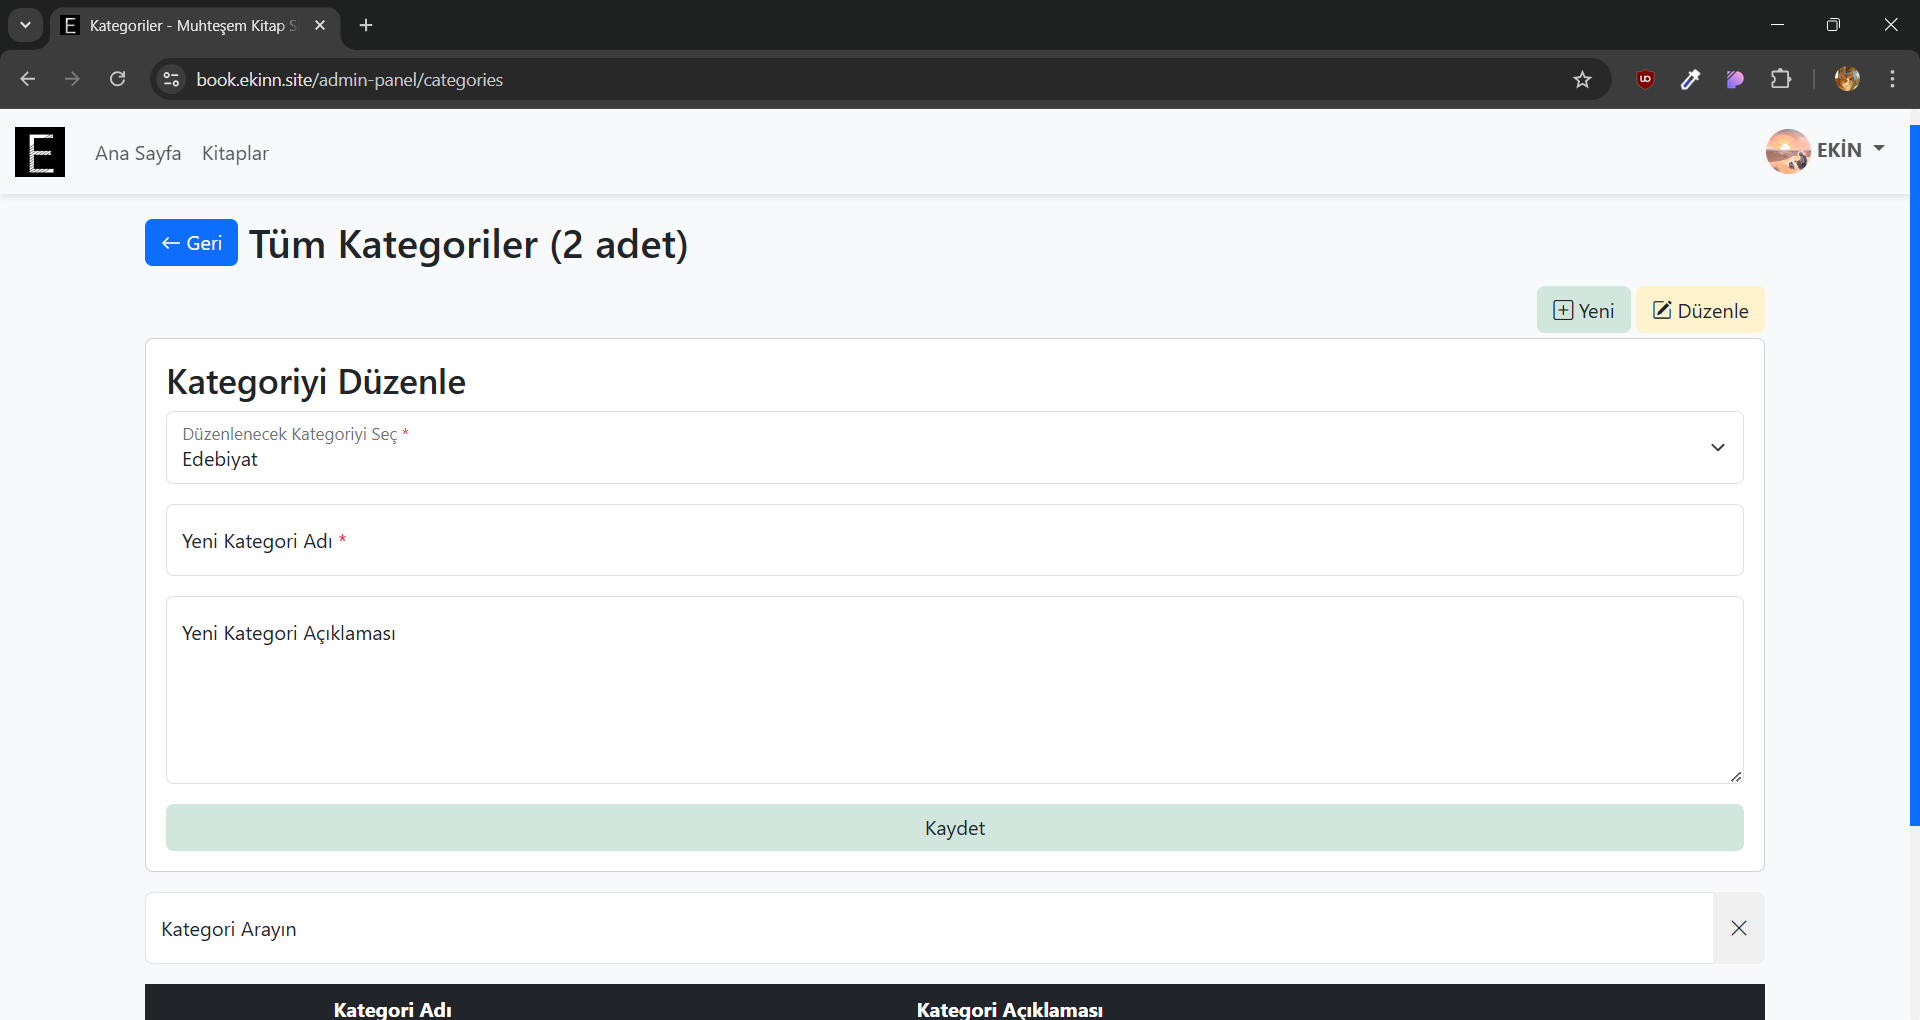 Kategoriler - Muhteşem Kitap S
book.ekinn.site/admin-panel/categories
E Ana Sayfa Kitaplar EKİN
← Geri Tüm Kategoriler (2 adet)
Yeni Düzenle
Kategoriyi Düzenle
Düzenlenecek Kategoriyi Seç *
Edebiyat
Yeni Kategori Adı *
Yeni Kategori Açıklaması
Kaydet
Kategori Arayın
Kategori Adı Kategori Açıklaması